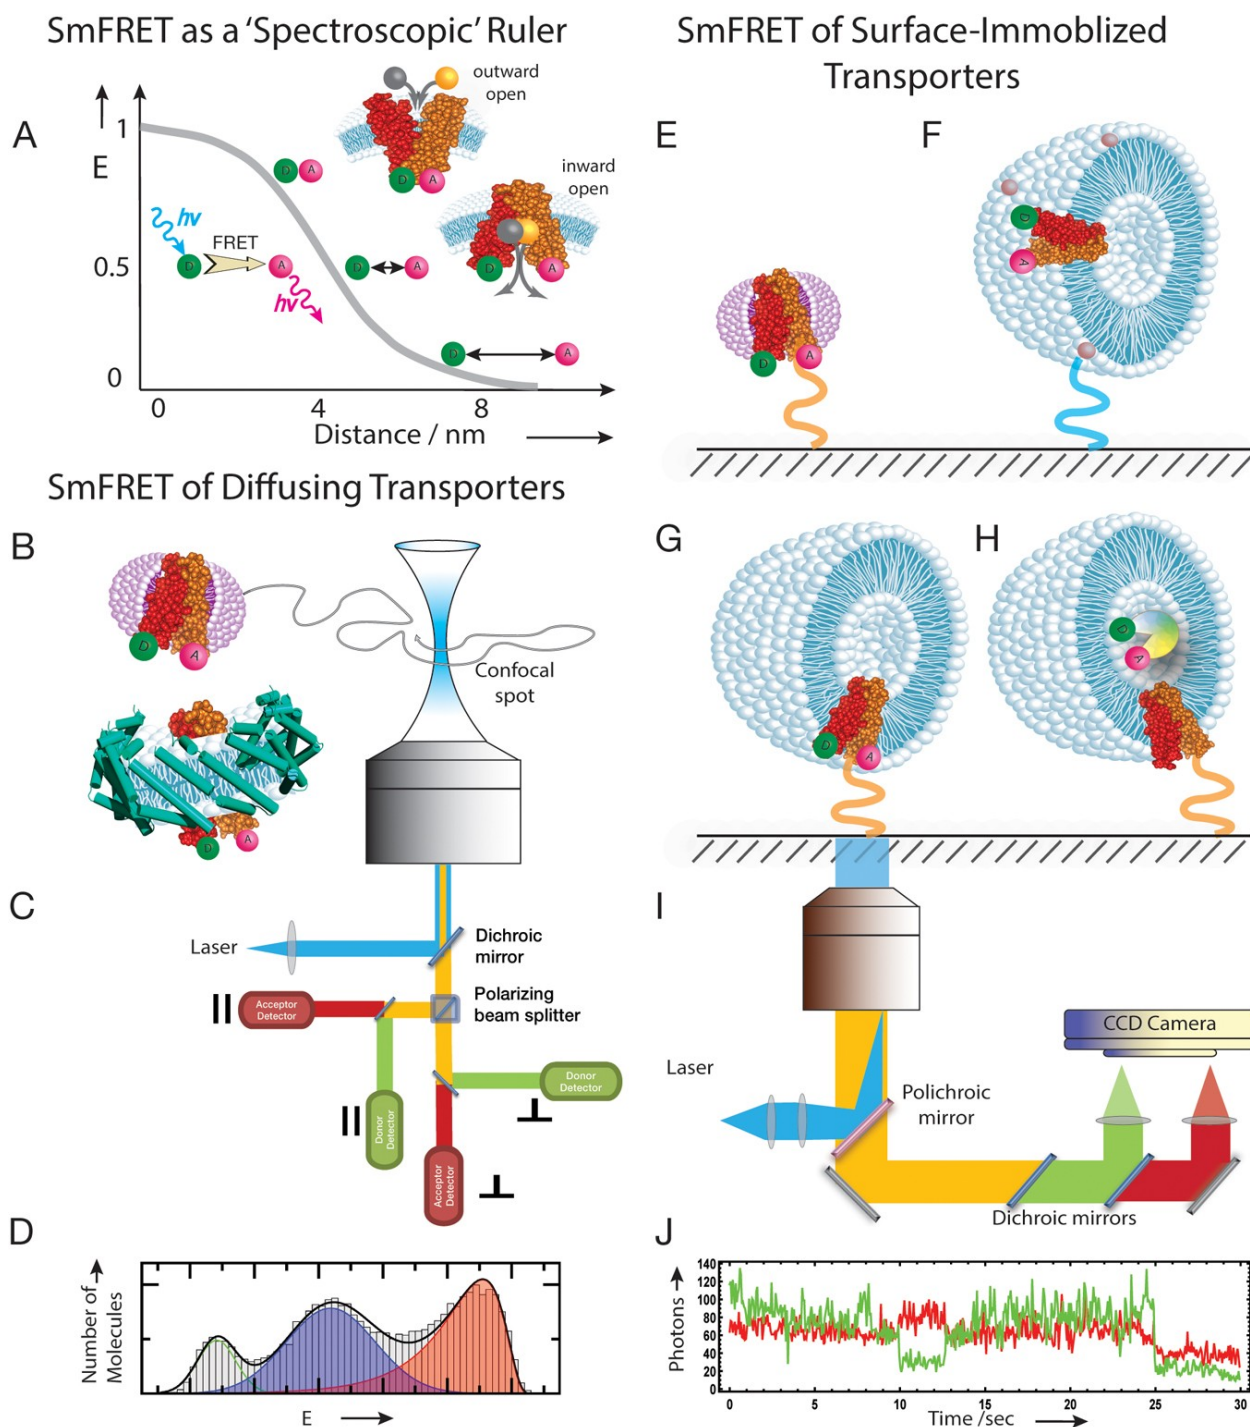 SmFRET as a 'Spectroscopic' Ruler
A
1
E
0.5
0
hν
FRET
D
A
hν
D
A
D
A
D
A
outward
open
D
A
inward
open
D
A
0
4
8
Distance / nm
SmFRET of Diffusing Transporters
B
D
A
Confocal
spot
D
A
C
Laser
Dichroic
mirror
Polarizing
beam splitter
Acceptor
Detector
Donor
Detector
Donor
Detector
Acceptor
Detector
D
Number of
Molecules
E
SmFRET of Surface-Immoblized
Transporters
E
D
A
F
D
A
G
D
A
H
D
A
I
Laser
Polichroic
mirror
CCD Camera
Dichroic mirrors
J
Photons
140
120
100
80
60
40
20
0
0
5
10
15
20
25
30
Time /sec